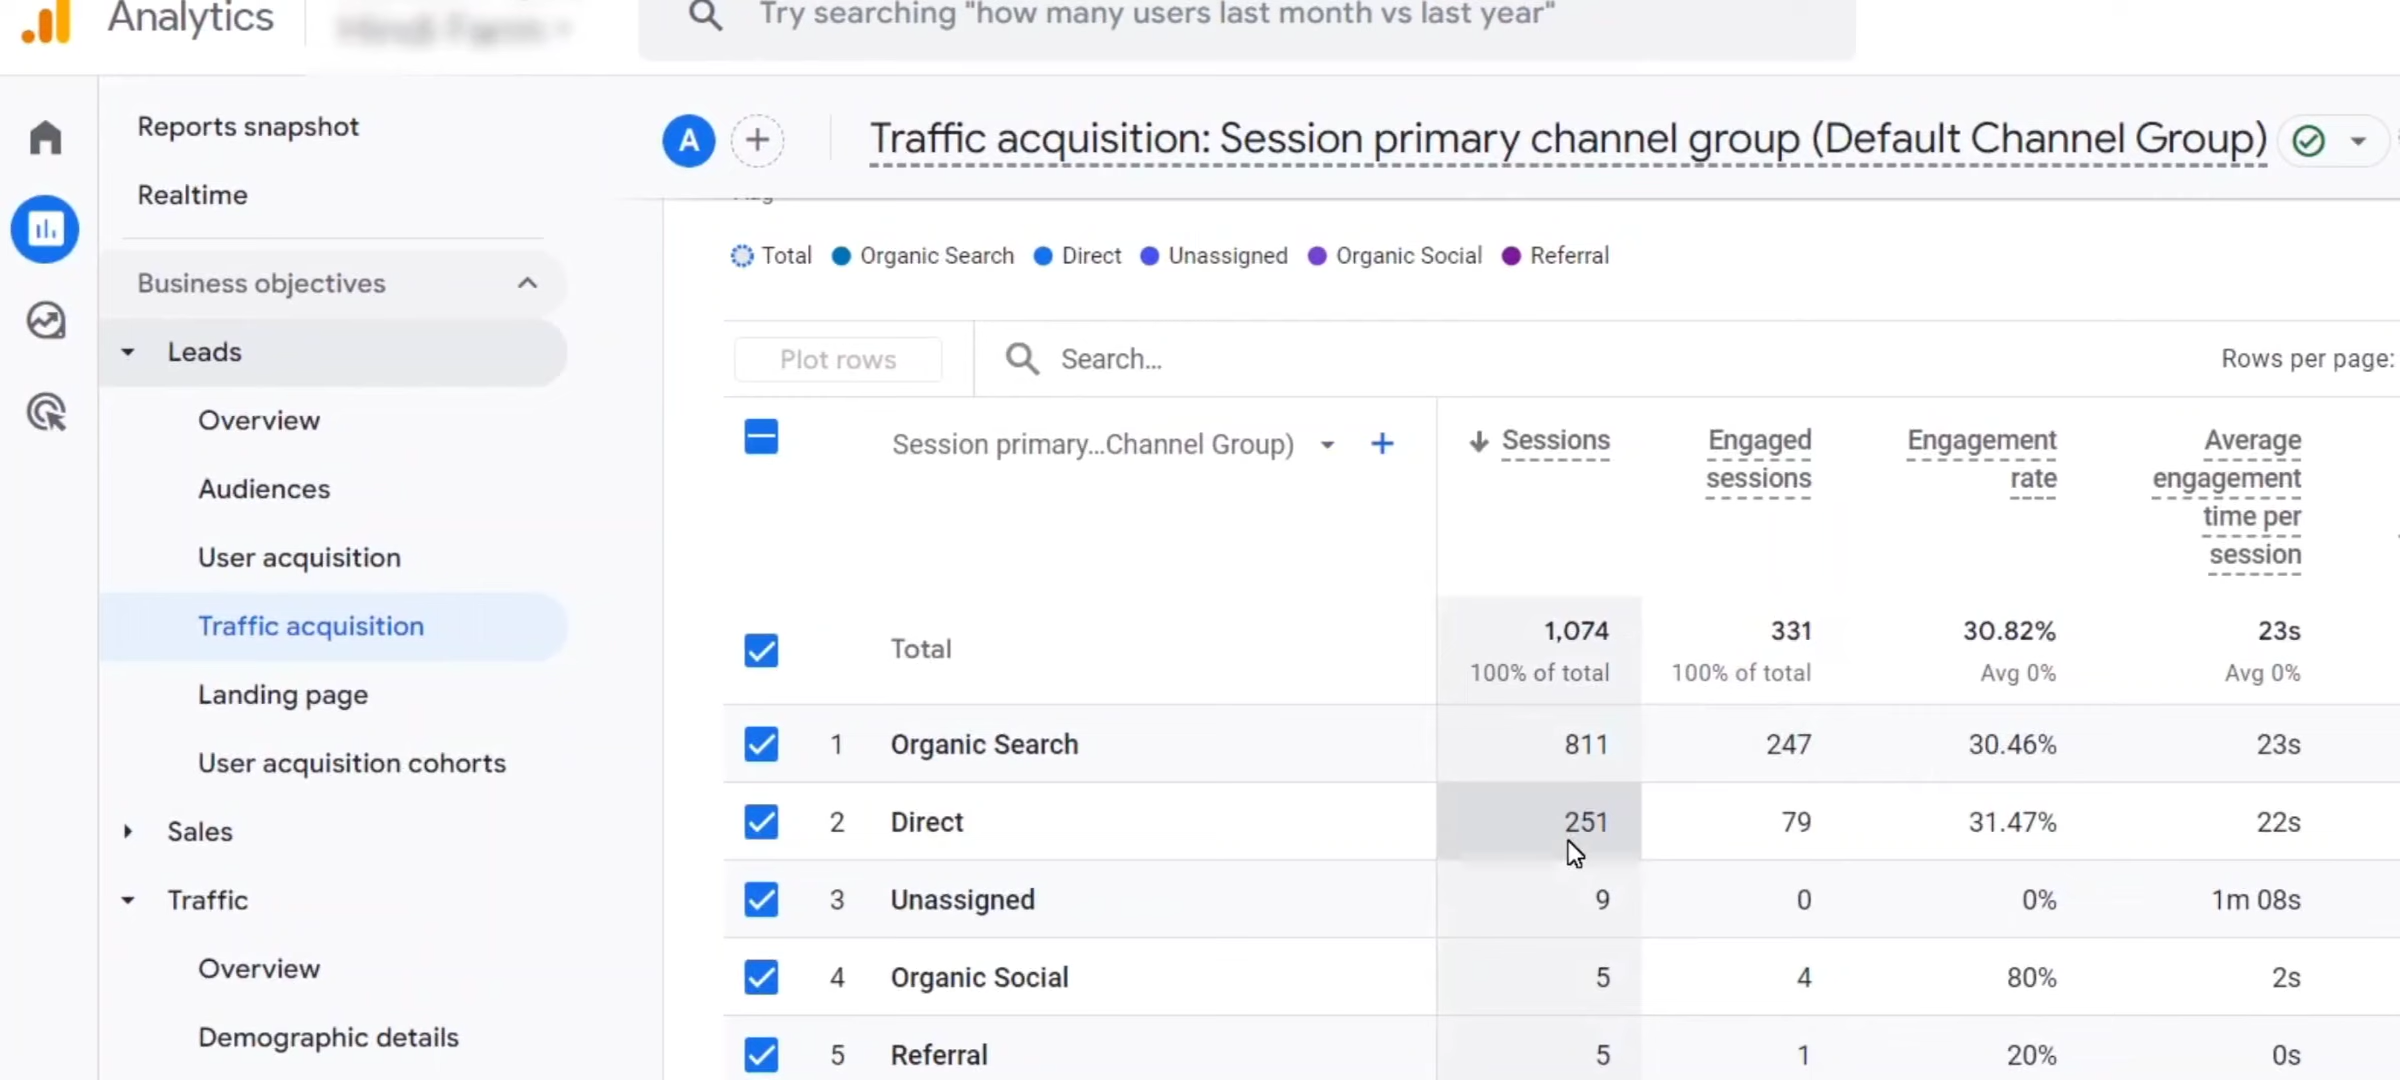 Analytics
Try searching "how many users last month vs last year"
Reports snapshot
Realtime
Business objectives
Leads
Overview
Audiences
User acquisition
Traffic acquisition
Landing page
User acquisition cohorts
Sales
Traffic
Overview
Demographic details
A
Traffic acquisition: Session primary channel group (Default Channel Group)
Total Organic Search Direct Unassigned Organic Social Referral
Plot rows Search... Rows per page:
Session primary...Channel Group) Sessions Engaged sessions Engagement rate Average engagement time per session
Total 1,074 331 30.82% 23s
100% of total 100% of total Avg 0% Avg 0%
1 Organic Search 811 247 30.46% 23s
2 Direct 251 79 31.47% 22s
3 Unassigned 9 0 0% 1m 08s
4 Organic Social 5 4 80% 2s
5 Referral 5 1 20% 0s